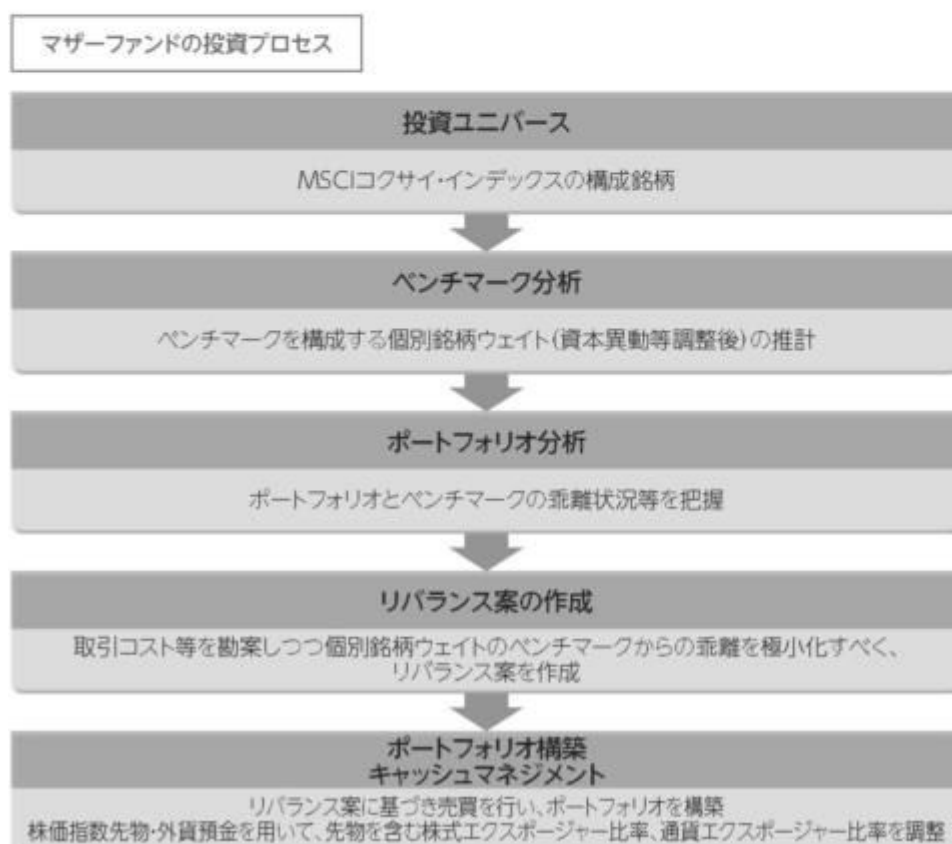 マザーファンドの投資プロセス
投資ユニバース
MSCIコクサイ・インデックスの構成銘柄
ベンチマーク分析
ベンチマークを構成する個別銘柄ウェイト(資本異動等調整後)の推計
ポートフォリオ分析
ポートフォリオとベンチマークの乖離状況等を把握
リバランス案の作成
取引コスト等を勘案しつつ個別銘柄ウェイトのベンチマークからの乖離を極小化すべく、
リバランス案を作成
ポートフォリオ構築
キャッシュマネジメント
リバランス案に基づき売買を行い、ポートフォリオを構築
株価指数先物・外貨預金を用いて、先物を含む株式エクスポージャー比率、通貨エクスポージャー比率を調整